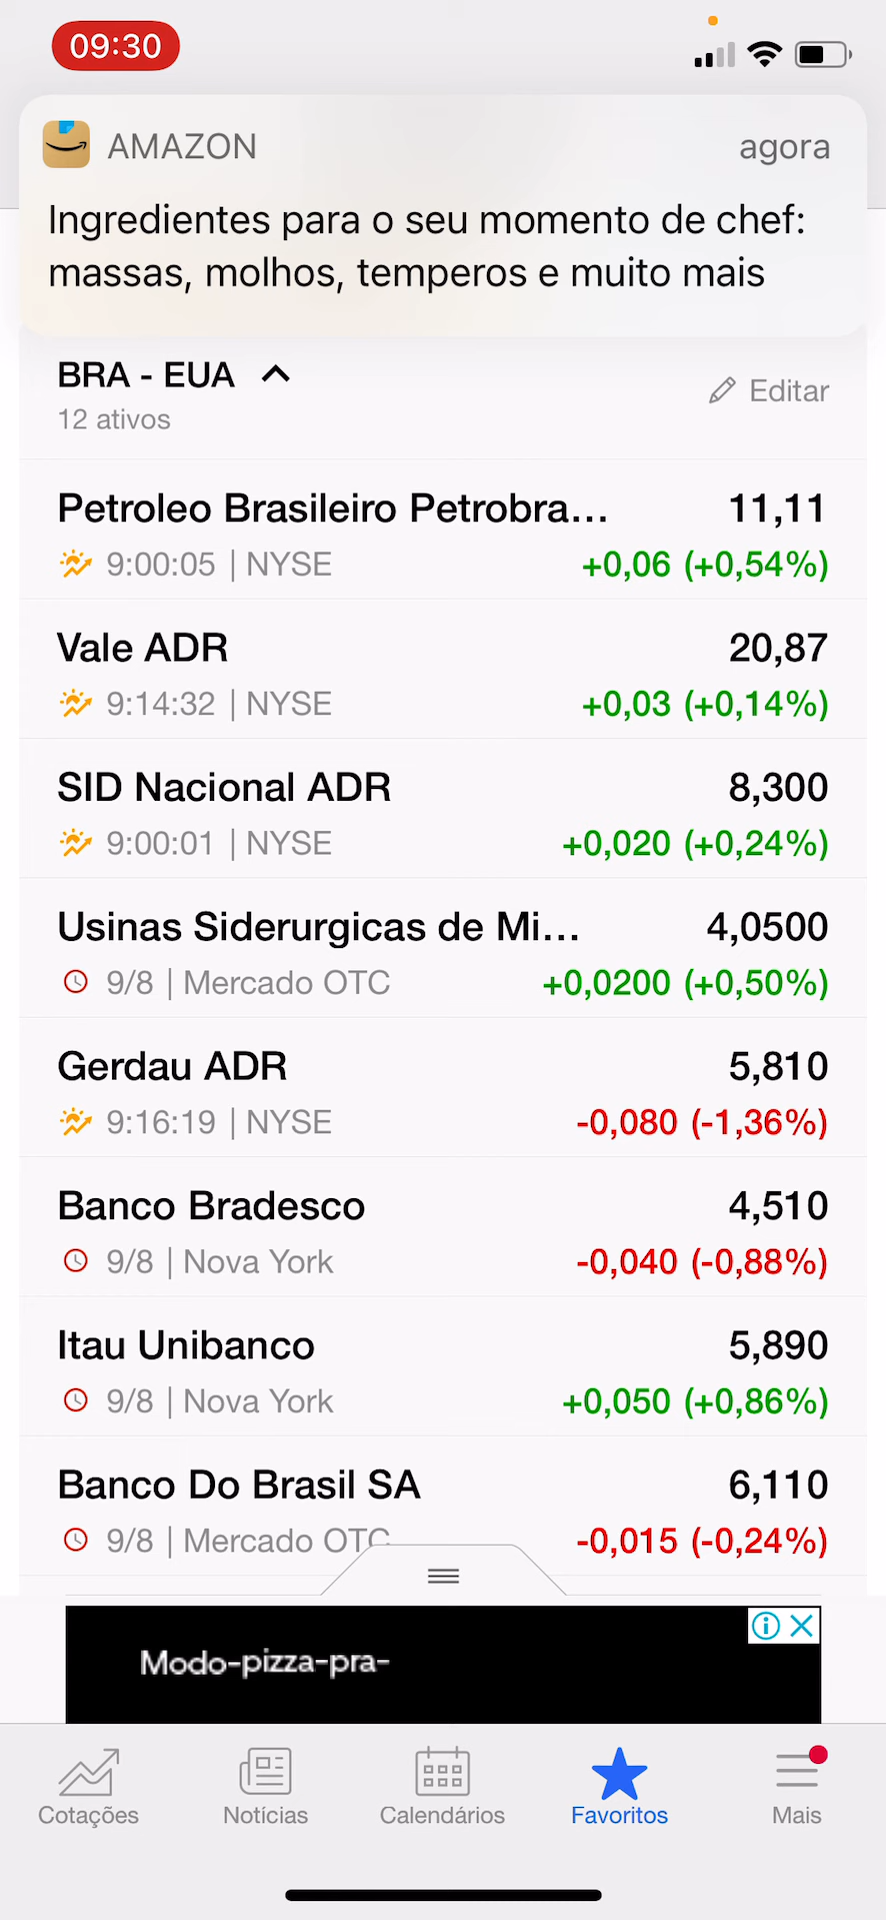 09:30
AMAZON agora
Ingredientes para o seu momento de chef:
massas, molhos, temperos e muito mais
BRA - EUA
Editar
12 ativos
Petroleo Brasileiro Petrobra... 11,11
9:00:05 | NYSE +0,06 (+0,54%)
Vale ADR 20,87
9:14:32 | NYSE +0,03 (+0,14%)
SID Nacional ADR 8,300
9:00:01 | NYSE +0,020 (+0,24%)
Usinas Siderurgicas de Mi... 4,0500
9/8 | Mercado OTC +0,0200 (+0,50%)
Gerdau ADR 5,810
9:16:19 | NYSE -0,080 (-1,36%)
Banco Bradesco 4,510
9/8 | Nova York -0,040 (-0,88%)
Itau Unibanco 5,890
9/8 | Nova York +0,050 (+0,86%)
Banco Do Brasil SA 6,110
9/8 | Mercado OTC -0,015 (-0,24%)
Modo-pizza-pra-
Cotações Notícias Calendários Favoritos Mais